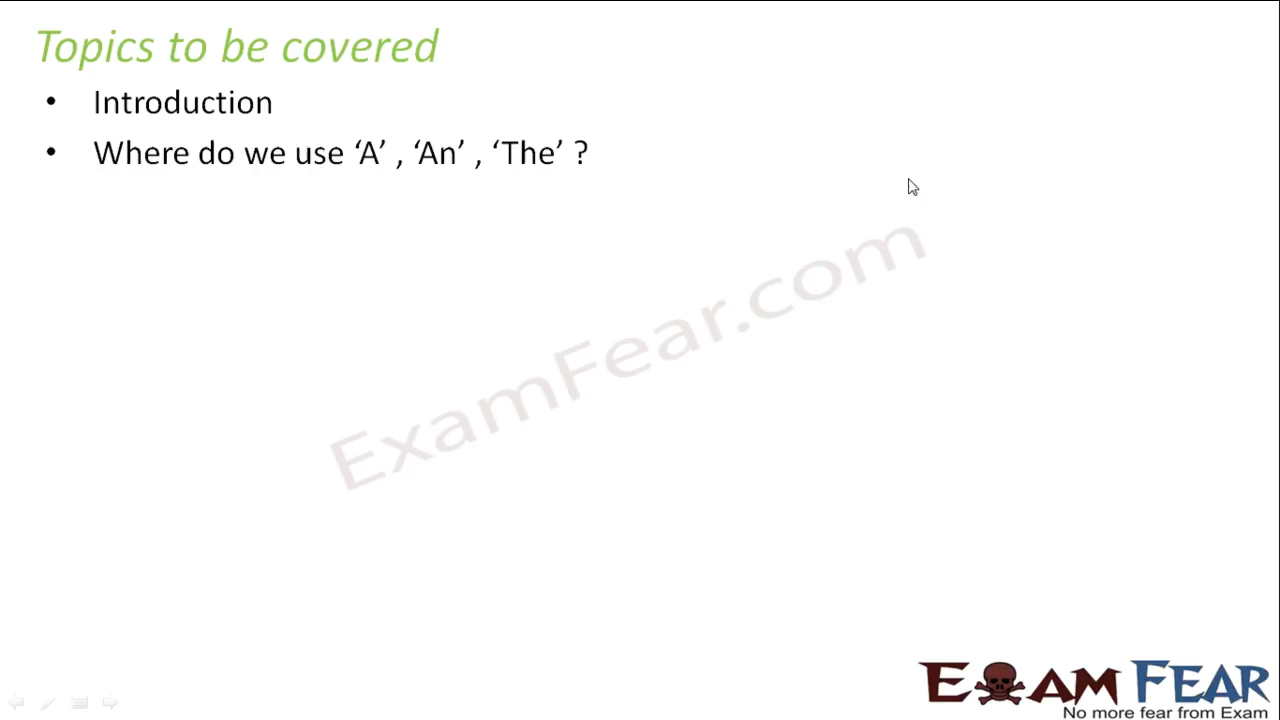 Topics to be covered
• Introduction
• Where do we use ‘A’ , ‘An’ , ‘The’ ?
ExamFear.com
EXAM FEAR
No more fear from Exam